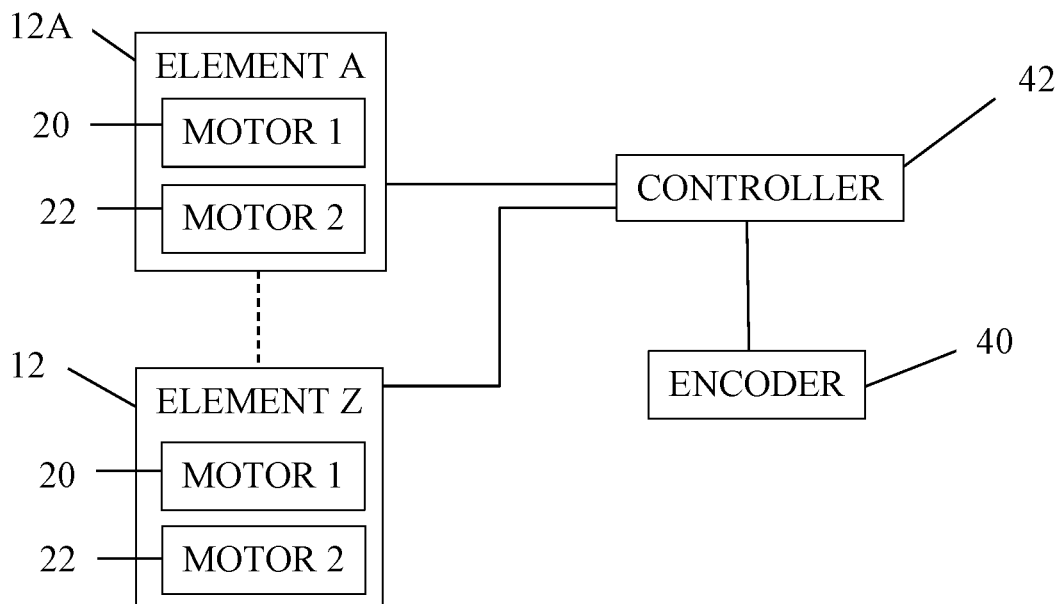 12A
ELEMENT A
20
MOTOR 1
22
MOTOR 2
42
CONTROLLER
40
ENCODER
12
ELEMENT Z
20
MOTOR 1
22
MOTOR 2